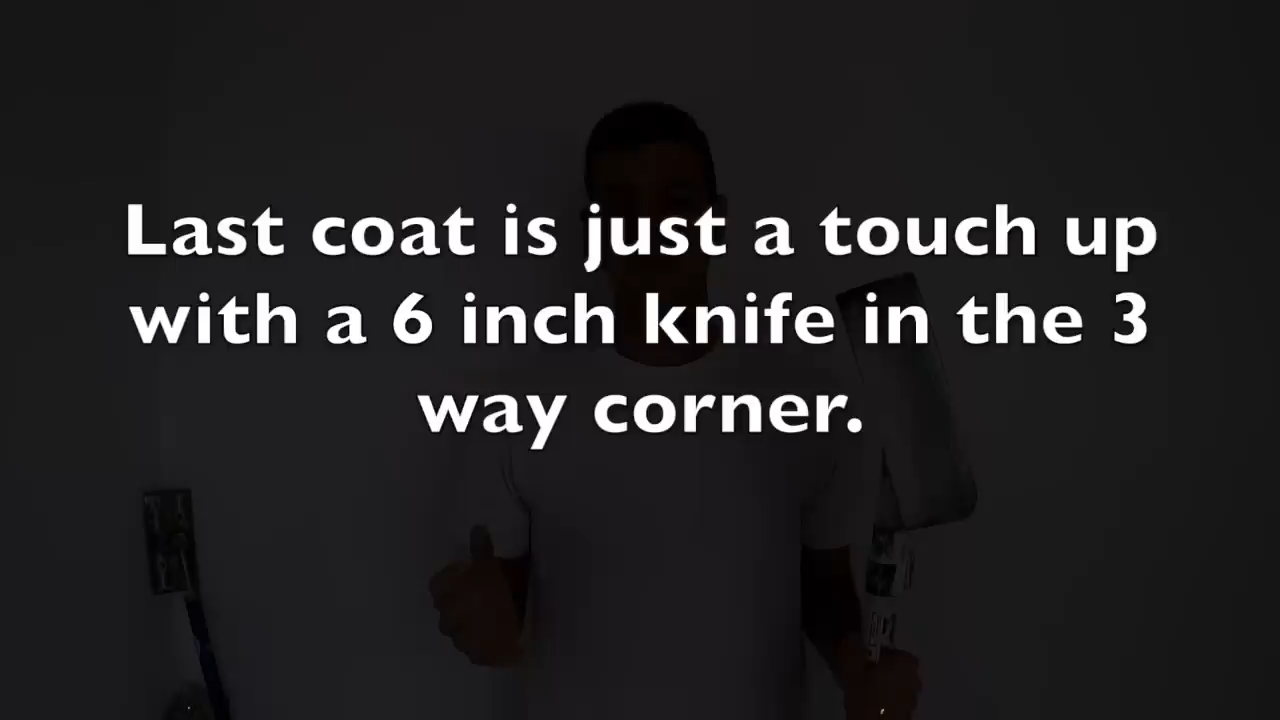 Last coat is just a touch up
with a 6 inch knife in the 3
way corner.